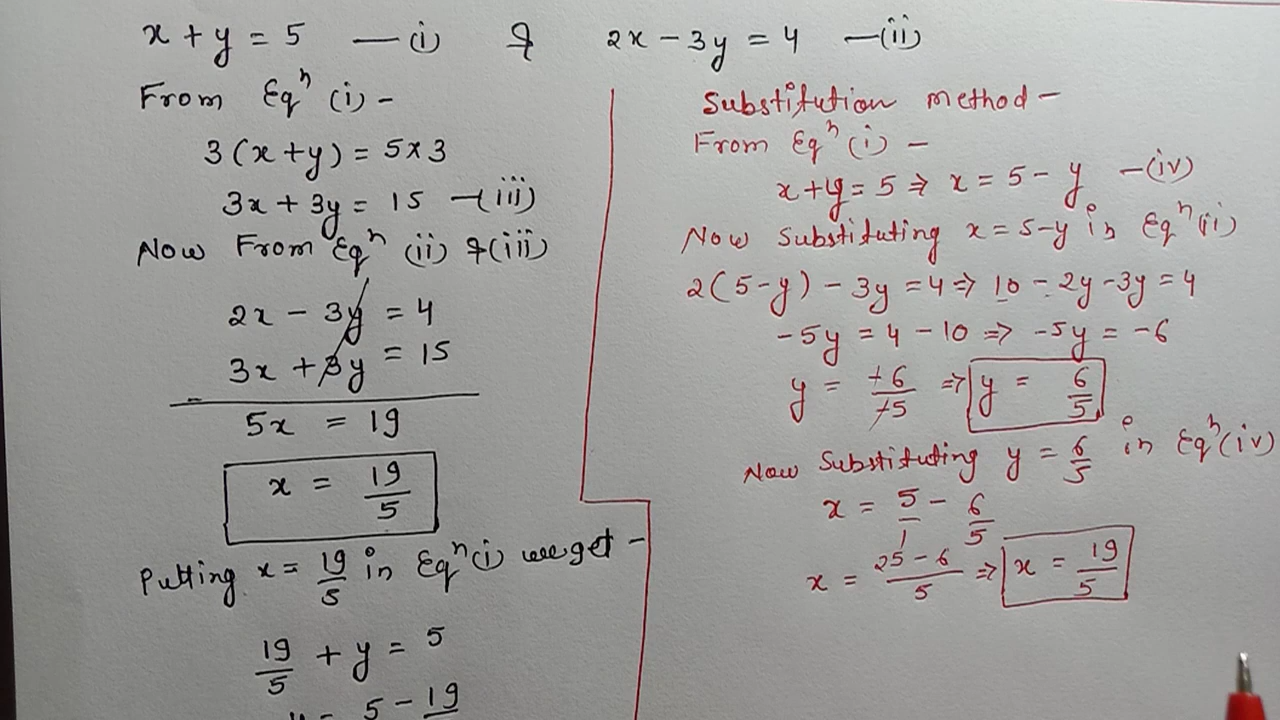 x + y = 5 —(i) & 2x - 3y = 4 —(ii)
From Eqⁿ (i) -
3(x+y) = 5×3
3x + 3y = 15 —(iii)
Now From Eqⁿ (ii) & (iii)
2x - 3y = 4
3x + 3y = 15
5x = 19
x = 19/5
Putting x = 19/5 in Eqⁿ(i) we get -
19/5 + y = 5
y = 5 - 19
Substitution method -
From Eqⁿ (i) -
x+y = 5 ⇒ x = 5 - y —(iv)
Now Substituting x = 5-y in Eqⁿ(ii)
2(5-y) - 3y = 4 ⇒ 10 - 2y - 3y = 4
-5y = 4 - 10 ⇒ -5y = -6
y = -6/-5 ⇒ y = 6/5
Now Substituting y = 6/5 in Eqⁿ(iv)
x = 5/1 - 6/5
x = 25-6/5 ⇒ x = 19/5